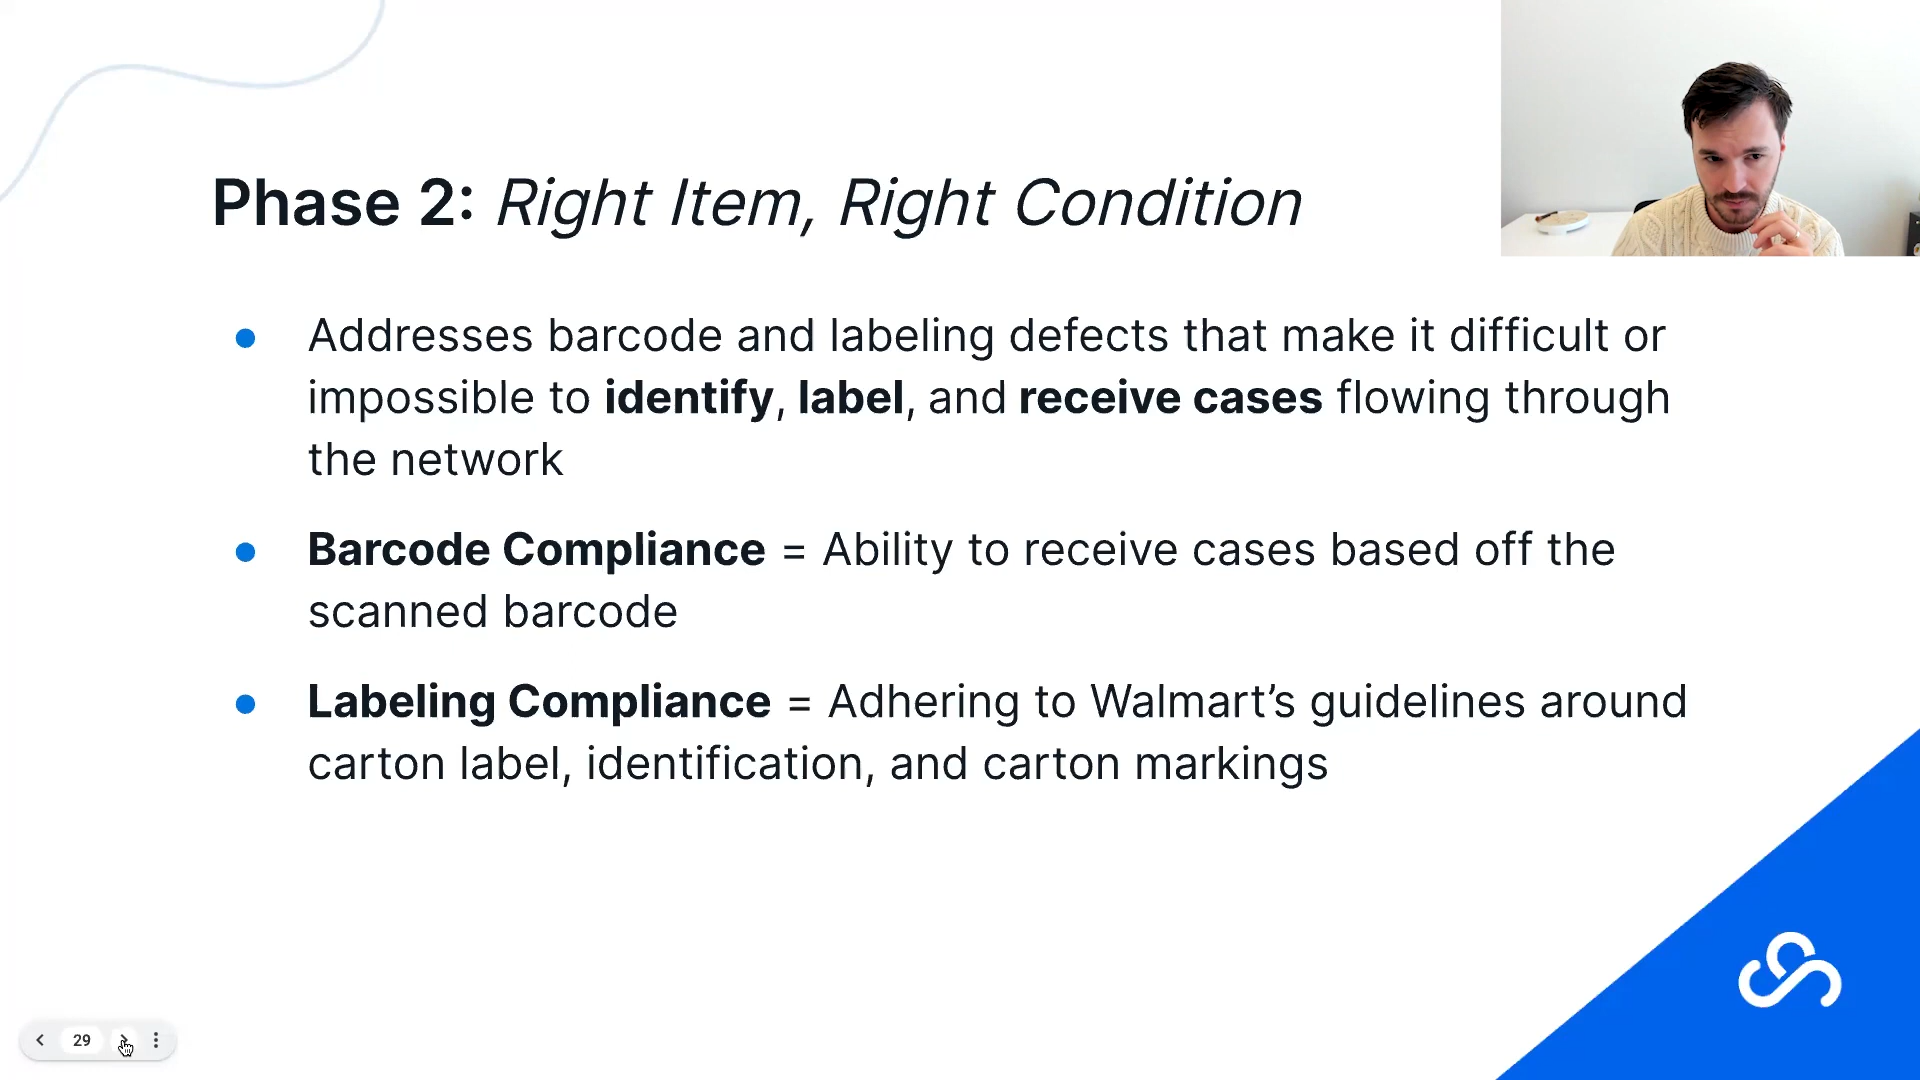 Phase 2: Right Item, Right Condition
Addresses barcode and labeling defects that make it difficult or
impossible to identify, label, and receive cases flowing through
the network
Barcode Compliance = Ability to receive cases based off the
scanned barcode
Labeling Compliance = Adhering to Walmart’s guidelines around
carton label, identification, and carton markings
29